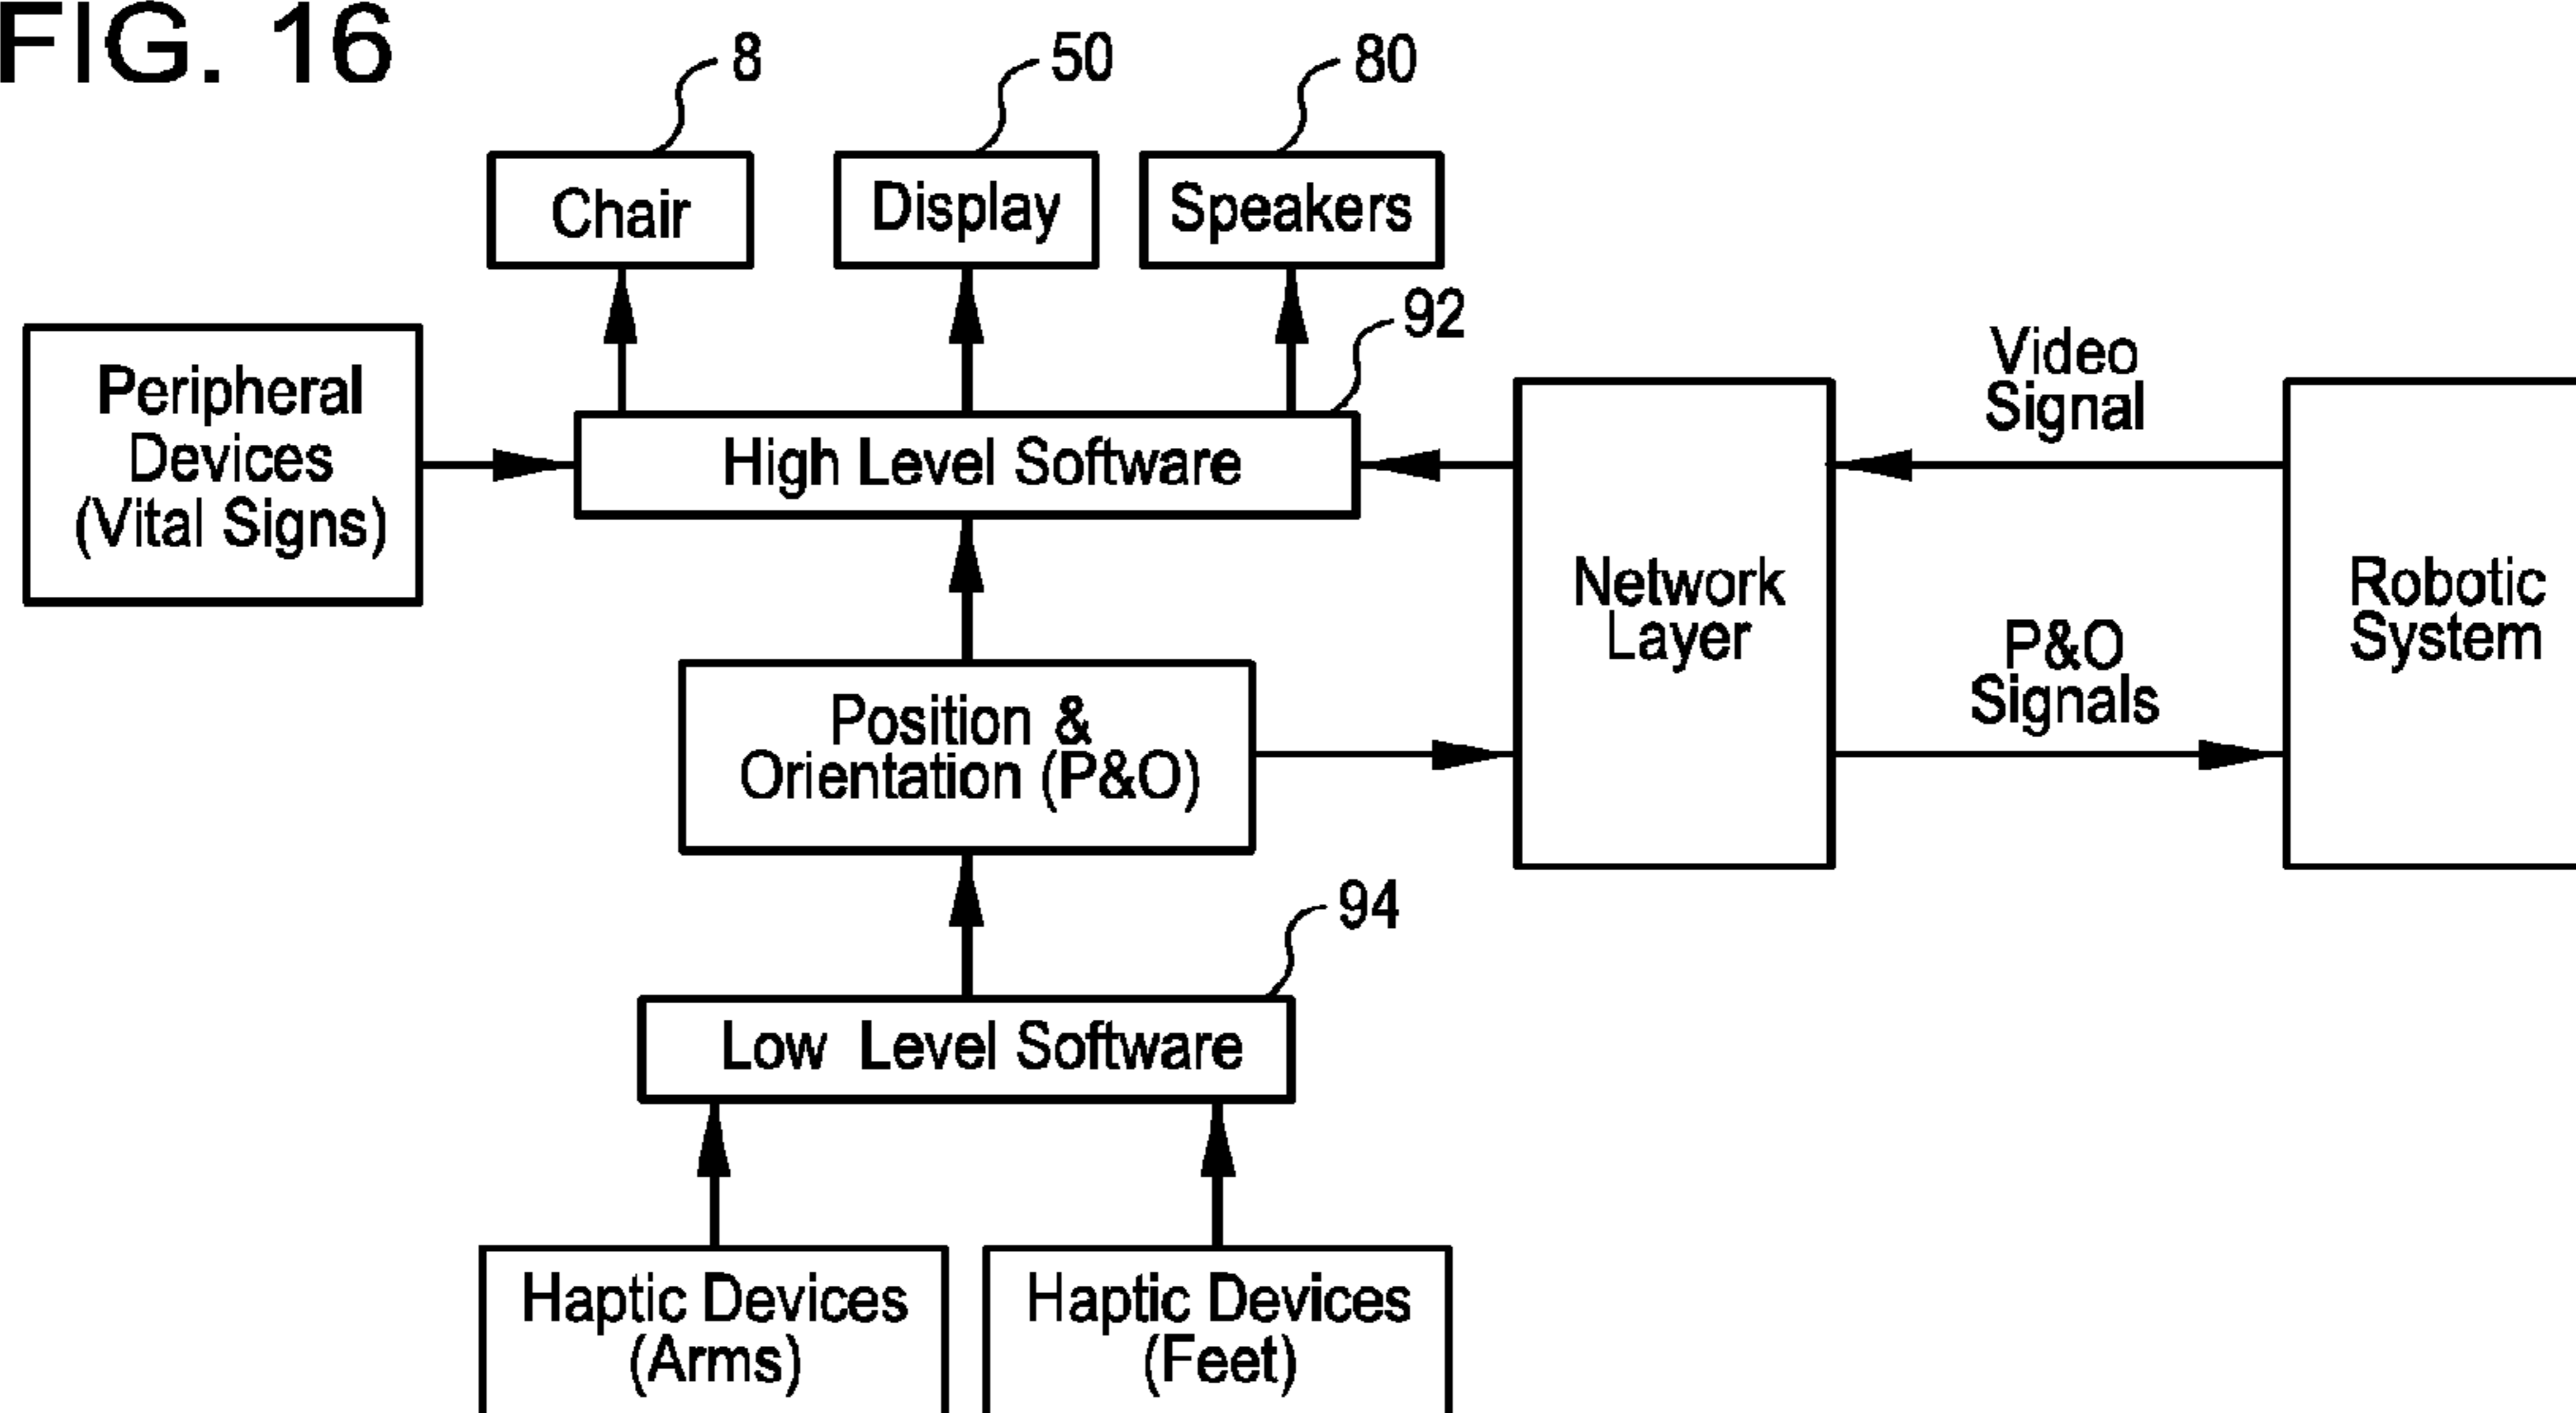 FIG. 16
8
50
80
Chair
Display
Speakers
92
Peripheral
Devices
(Vital Signs)
High Level Software
Video
Signal
Network
Layer
Robotic
System
P&O
Signals
Position &
Orientation (P&O)
94
Low Level Software
Haptic Devices
(Arms)
Haptic Devices
(Feet)